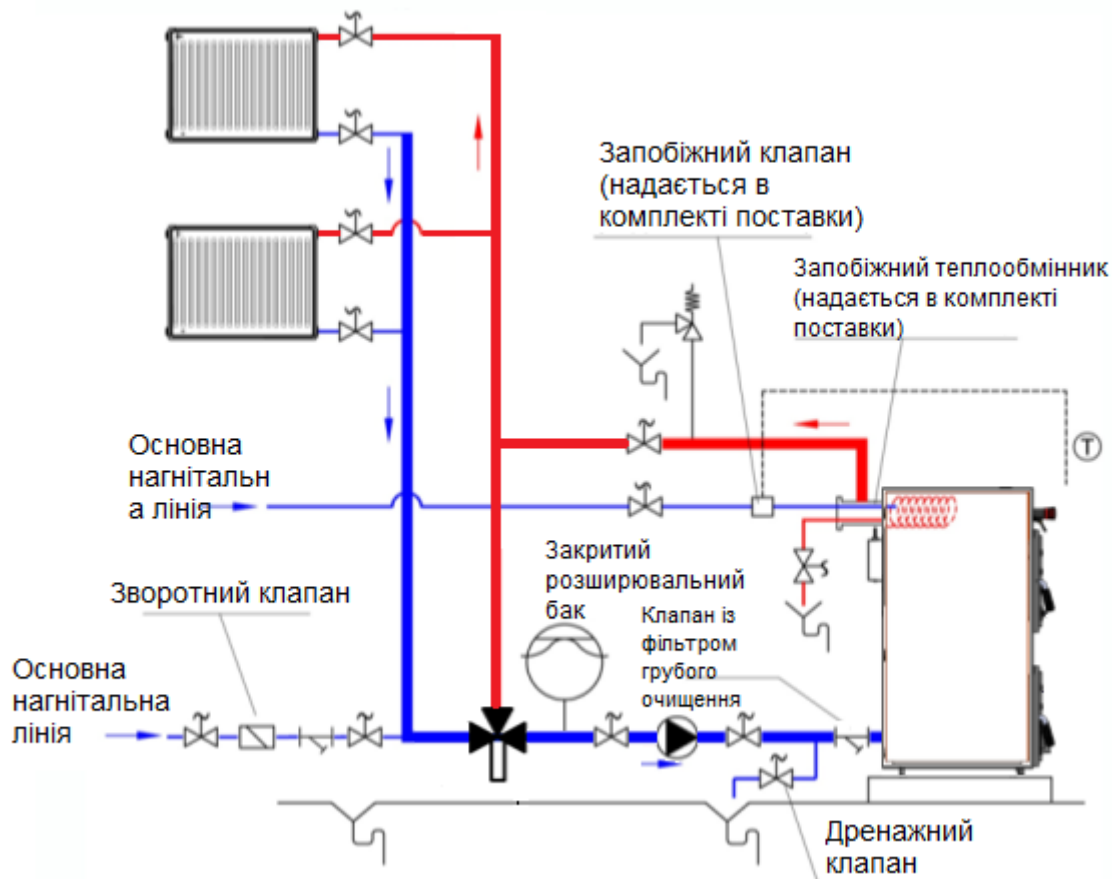 Запобіжний клапан
(надається в
комплекті поставки)
Запобіжний теплообмінник
(надається в комплекті
поставки)
T
Основна
нагнітальн
а лінія
Закритий
розширювальний
бак
Зворотний клапан
Клапан із
фільтром
грубого
очищення
Основна
нагнітальна
лінія
Дренажний
клапан